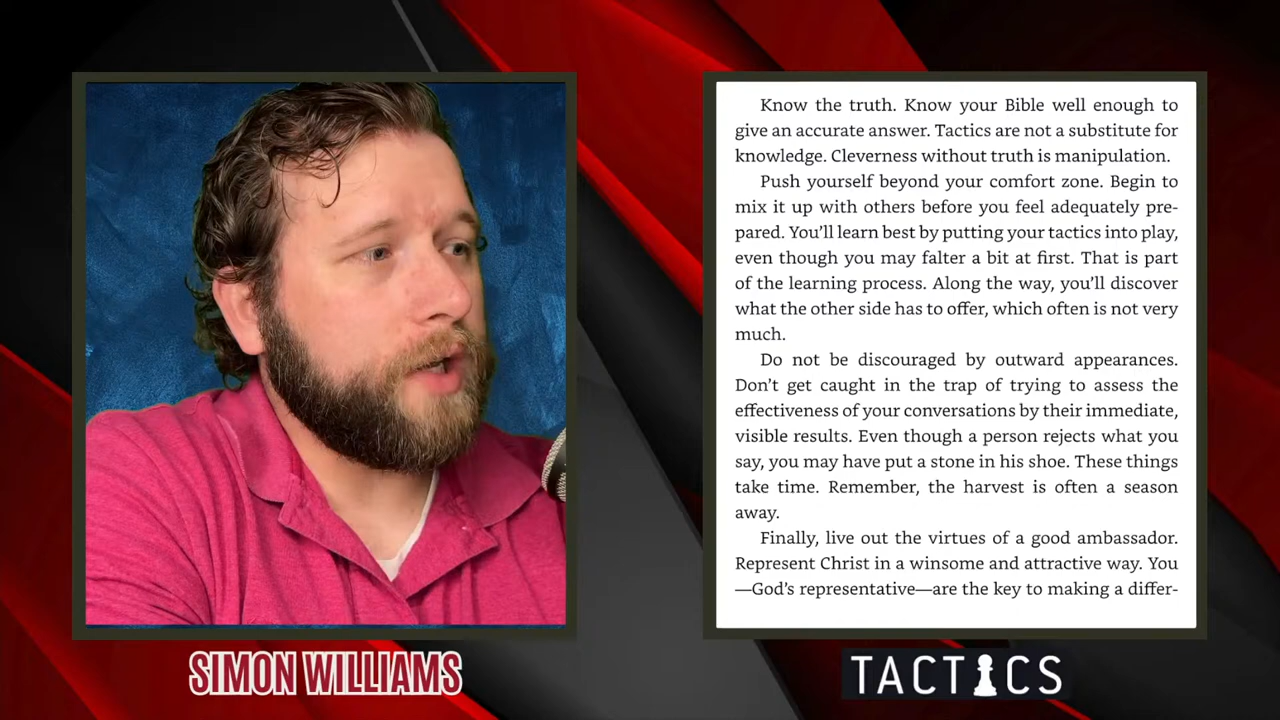 Know the truth. Know your Bible well enough to
give an accurate answer. Tactics are not a substitute for
knowledge. Cleverness without truth is manipulation.
Push yourself beyond your comfort zone. Begin to
mix it up with others before you feel adequately pre-
pared. You'll learn best by putting your tactics into play,
even though you may falter a bit at first. That is part
of the learning process. Along the way, you'll discover
what the other side has to offer, which often is not very
much.
Do not be discouraged by outward appearances.
Don't get caught in the trap of trying to assess the
effectiveness of your conversations by their immediate,
visible results. Even though a person rejects what you
say, you may have put a stone in his shoe. These things
take time. Remember, the harvest is often a season
away.
Finally, live out the virtues of a good ambassador.
Represent Christ in a winsome and attractive way. You
—God's representative—are the key to making a differ-
SIMON WILLIAMS
TACTICS